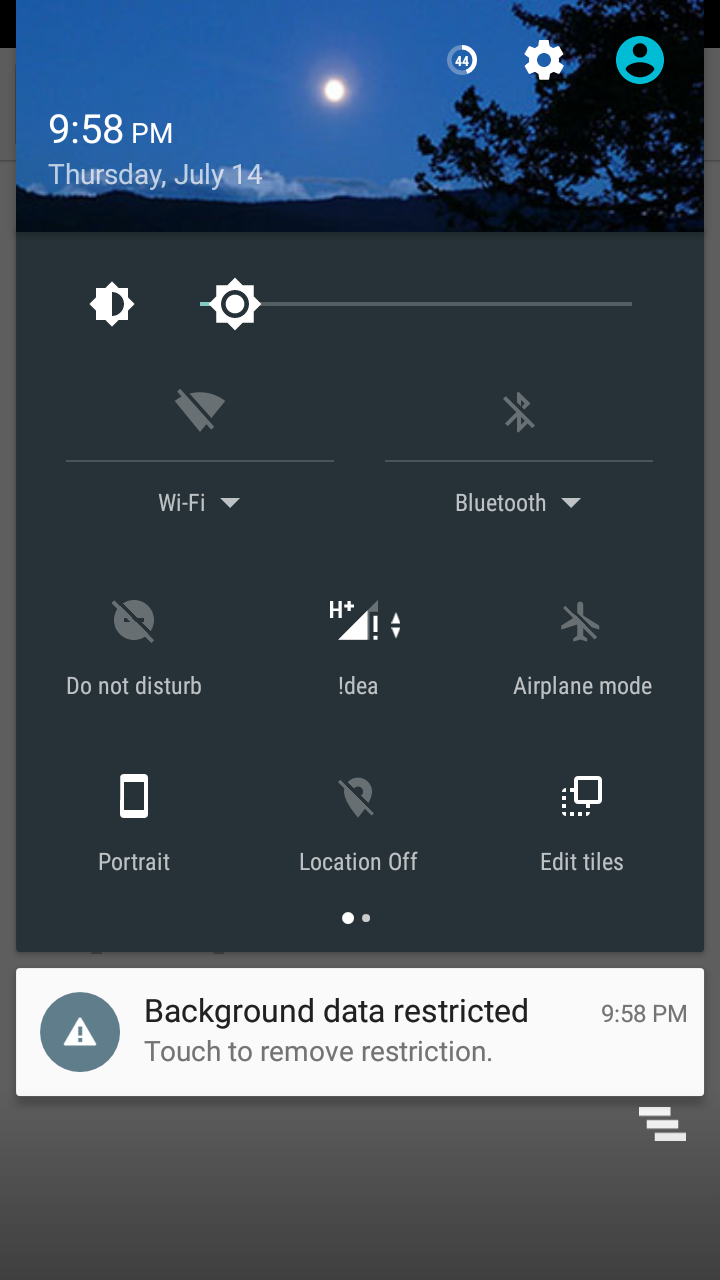 44
9:58 PM
Thursday, July 14
Wi-Fi
Bluetooth
H+
!
Do not disturb
!dea
Airplane mode
Portrait
Location Off
Edit tiles
Background data restricted
9:58 PM
Touch to remove restriction.